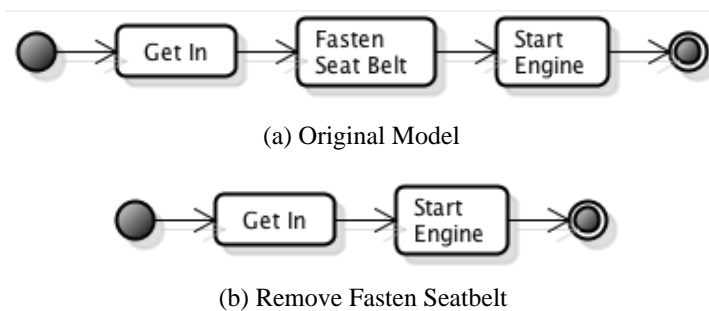 Get In
Fasten
Seat Belt
Start
Engine
(a) Original Model
Get In
Start
Engine
(b) Remove Fasten Seatbelt